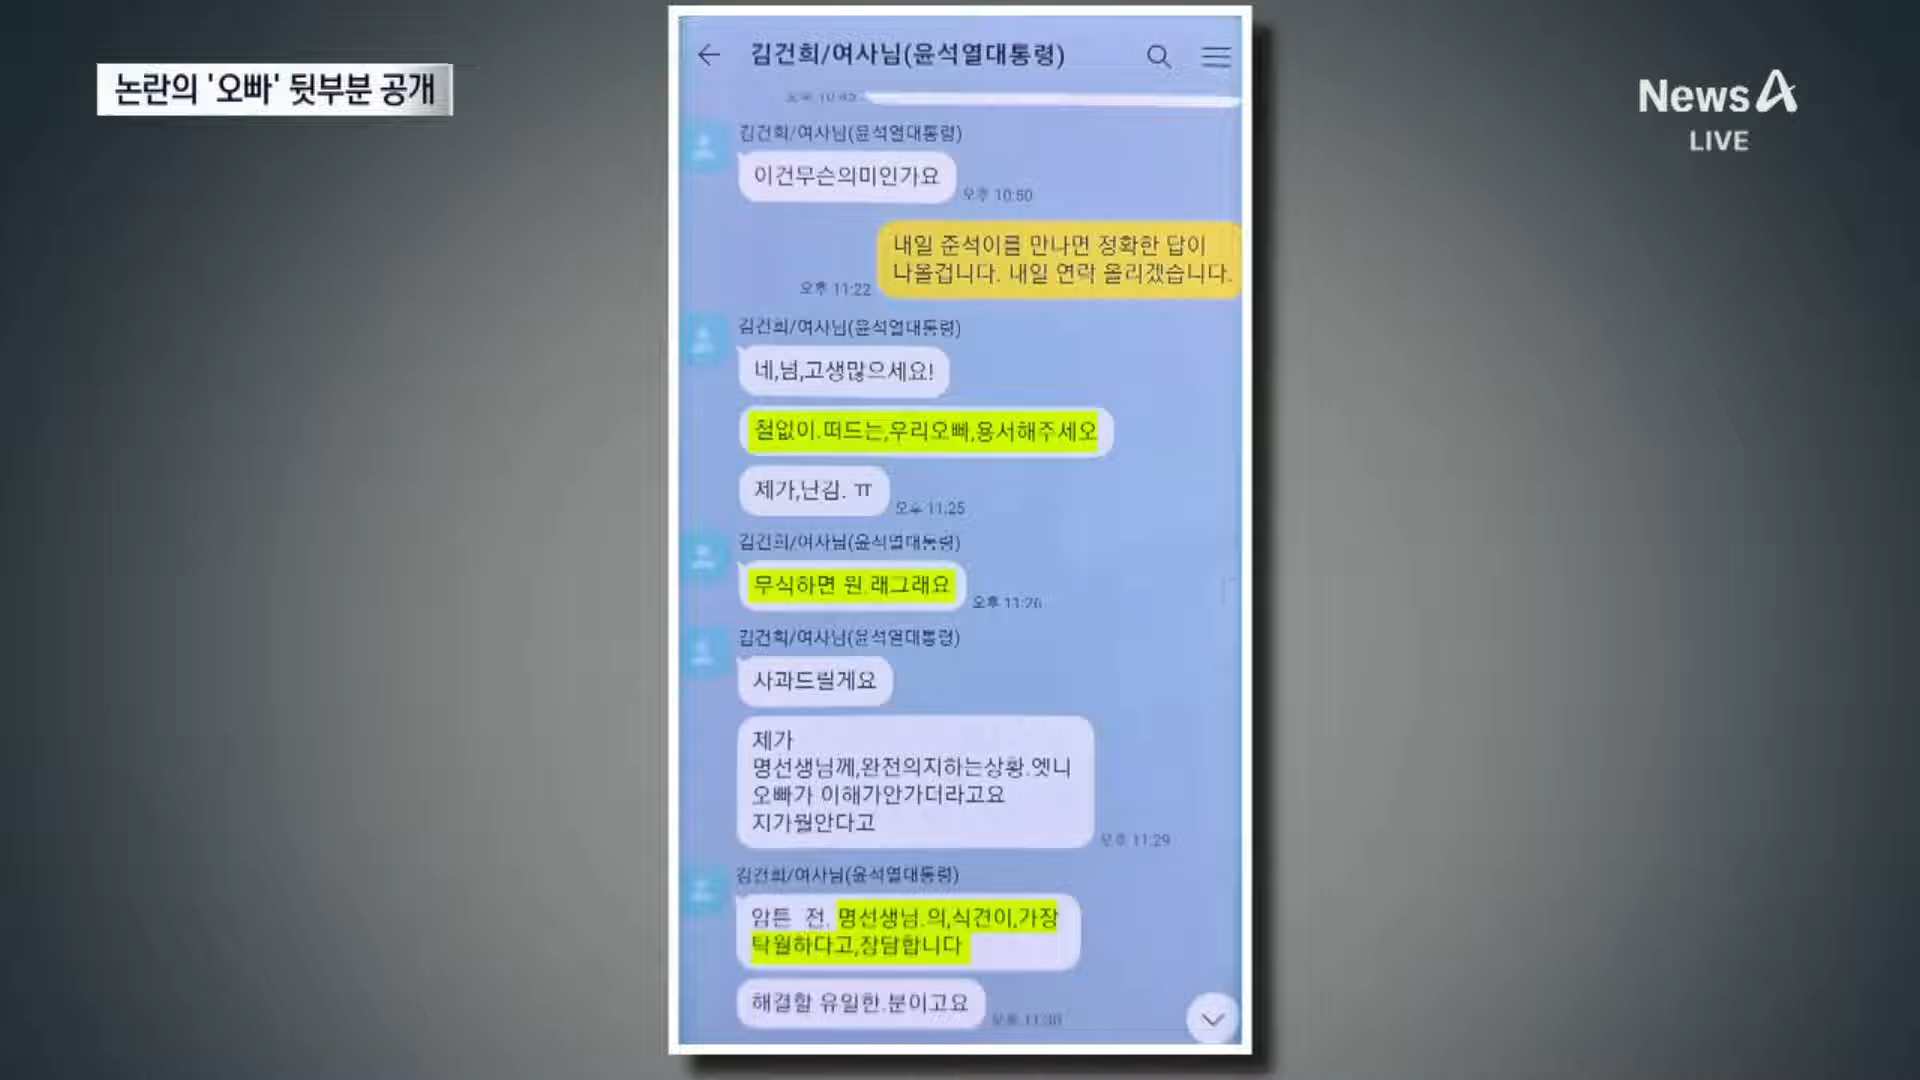 논란의 '오빠' 뒷부분 공개
News A
LIVE
김건희/여사님(윤석열대통령)
김건희/여사님(윤석열대통령)
이건무슨의미인가요
오후 10:50
내일 준석이를 만나면 정확한 답이
나올겁니다. 내일 연락 올리겠습니다.
오후 11:22
김건희/여사님(윤석열대통령)
네,넘,고생많으세요!
철없이.떠드는,우리오빠,용서해주세오
제가,난감. ㅠ
오후 11:25
김건희/여사님(윤석열대통령)
무식하면 원.래그래요
오후 11:26
김건희/여사님(윤석열대통령)
사과드릴게요
제가
명선생님께,완전의지하는상황.엣니
오빠가 이해가안가더라고요
지가뭘안다고
오후 11:29
김건희/여사님(윤석열대통령)
암튼 전. 명선생님.의,식견이,가장
탁월하다고,장담합니다
해결할 유일한.분이고요